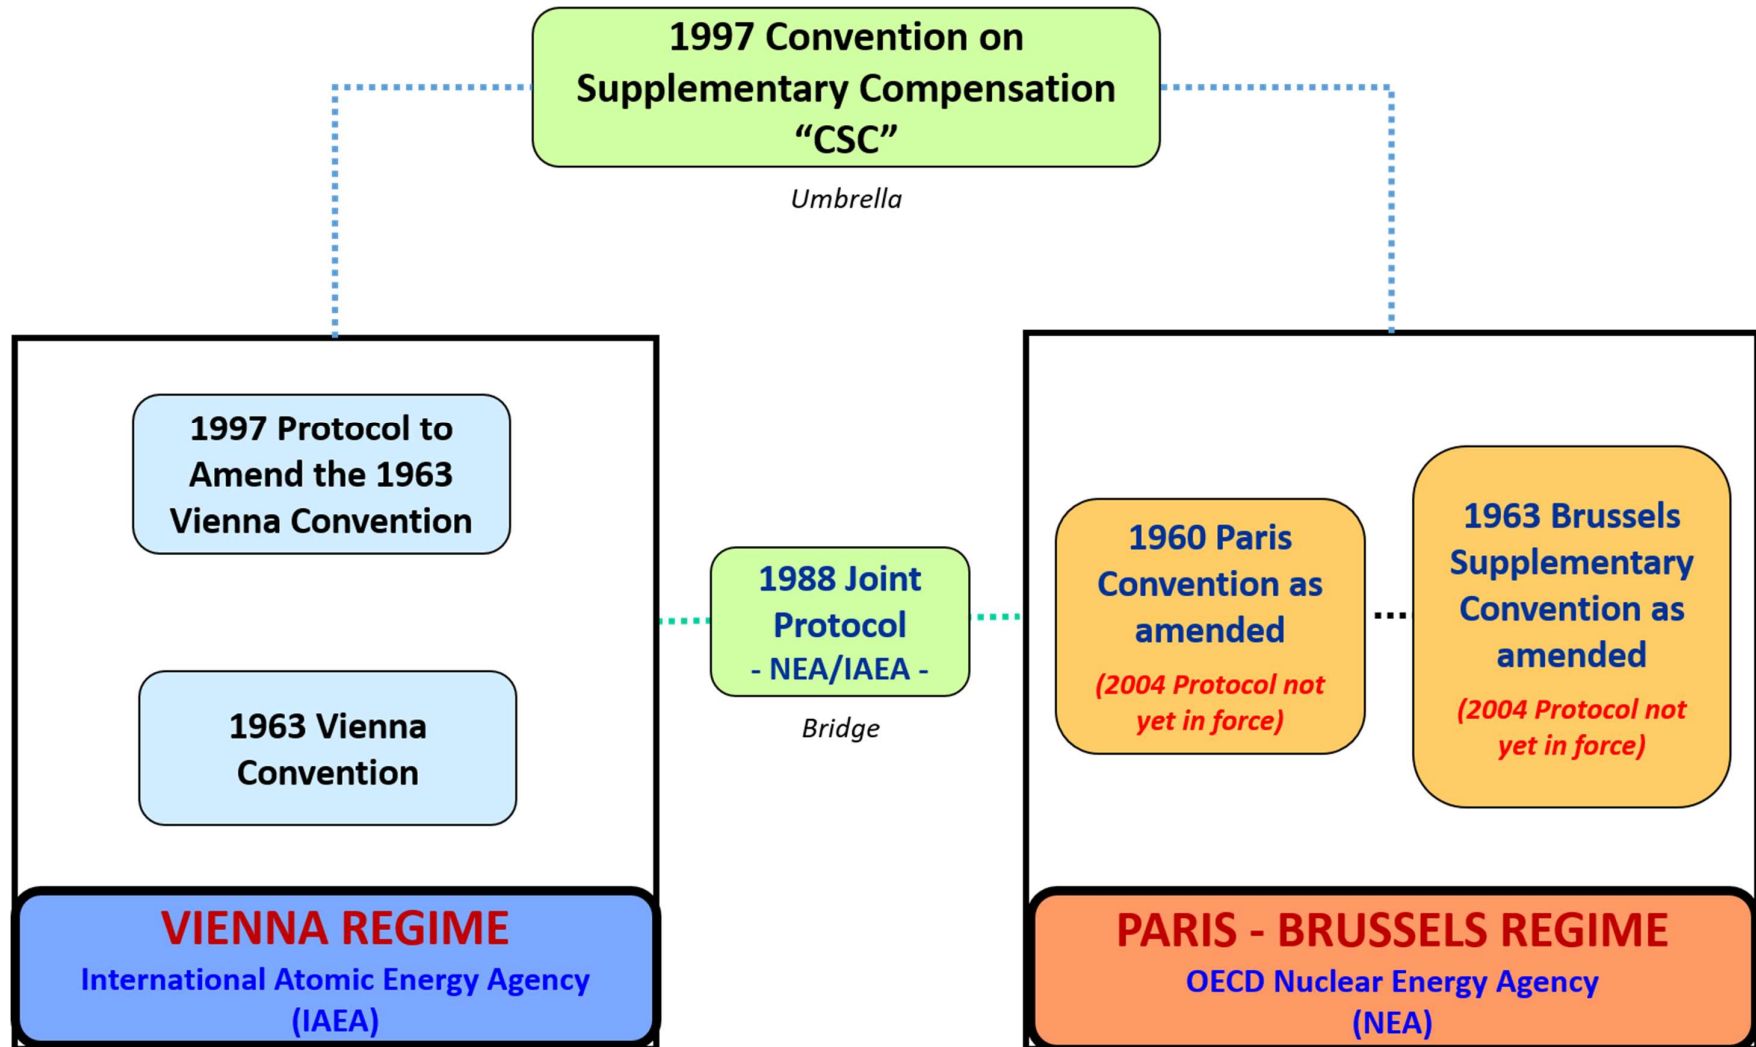 1997 Convention on
Supplementary Compensation
“CSC”
Umbrella
1997 Protocol to
Amend the 1963
Vienna Convention
1963 Vienna
Convention
VIENNA REGIME
International Atomic Energy Agency
(IAEA)
1988 Joint
Protocol
- NEA/IAEA -
Bridge
1960 Paris
Convention as
amended
(2004 Protocol not
yet in force)
1963 Brussels
Supplementary
Convention as
amended
(2004 Protocol not
yet in force)
PARIS - BRUSSELS REGIME
OECD Nuclear Energy Agency
(NEA)